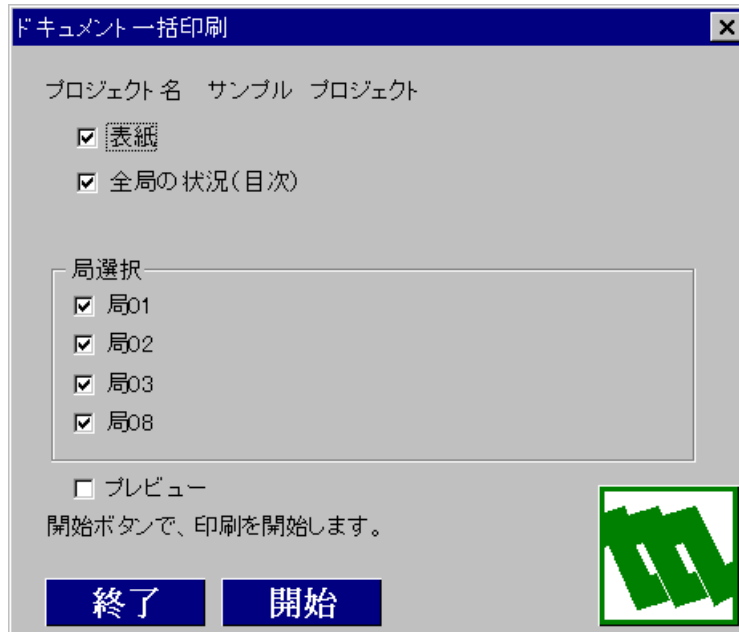 ドキュメント一括印刷
プロジェクト名 サンプル プロジェクト
表紙
全局の状況(目次)
局選択
局01
局02
局03
局08
プレビュー
開始ボタンで、印刷を開始します。
終了 開始